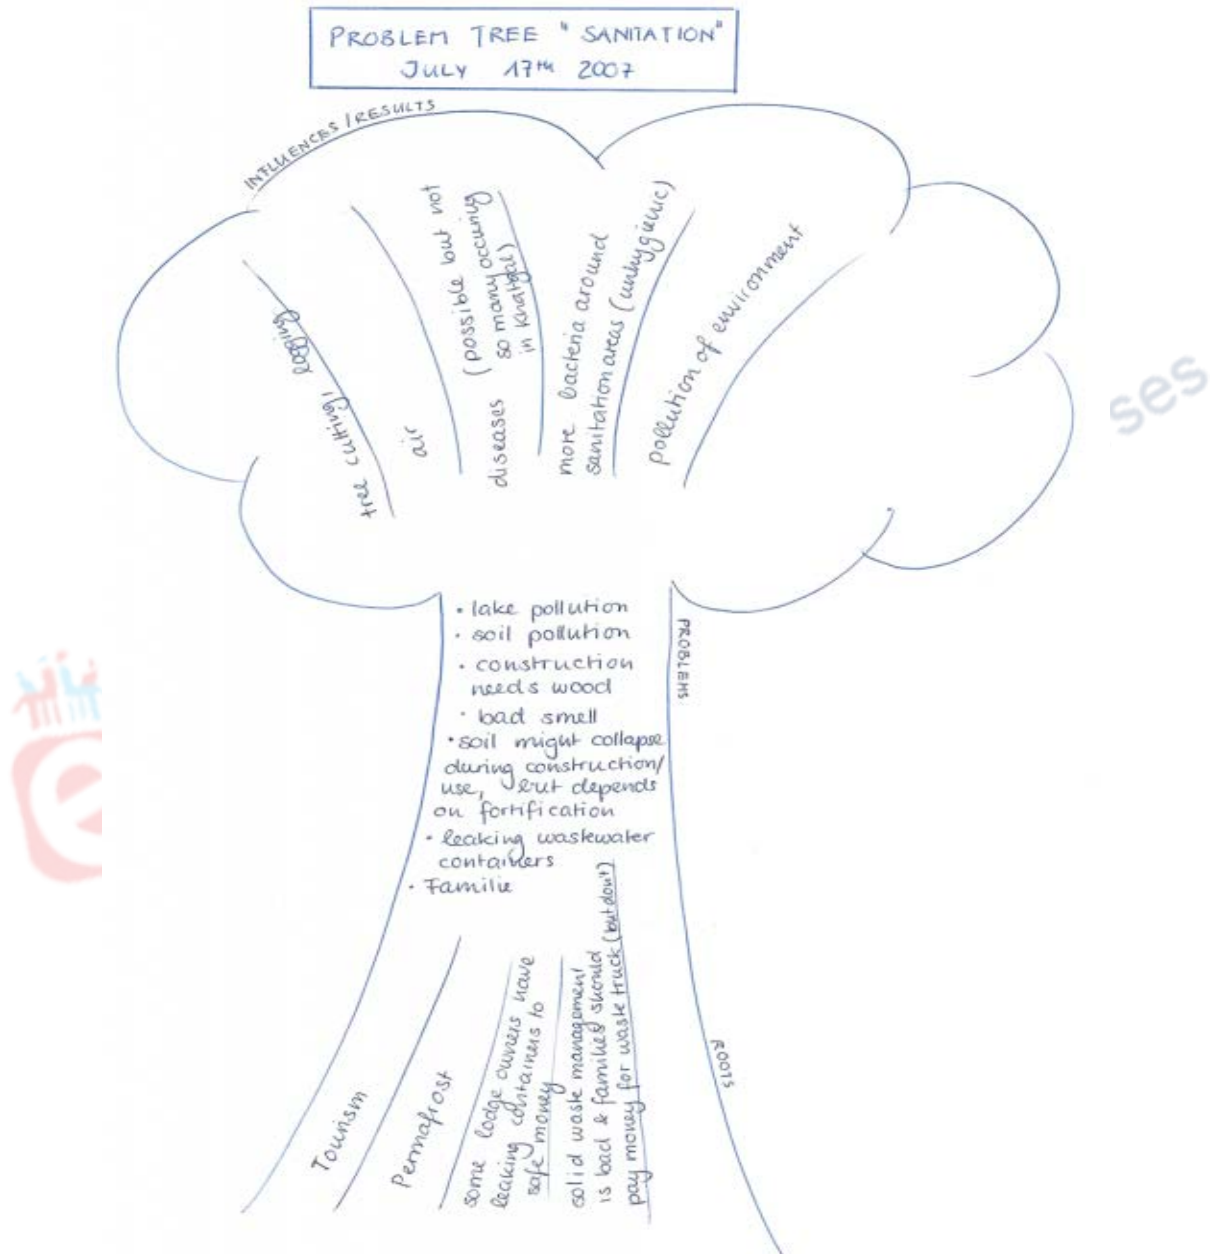 PROBLEM TREE "SANITATION"
JULY 17th 2007
INFLUENCES / RESULTS
tree cutting! logging
air
diseases (possible but not
so many occuring
in Khatgal)
more bacteria around
sanitation areas (unhygienic)
pollution of environment
PROBLEMS
• lake pollution
• soil pollution
• construction
needs wood
• bad smell
• soil might collapse
during construction/
use, but depends
on fortification
• leaking wastewater
containers
• Familie
ROOTS
Tourism
Permafrost
some lodge owners have
leaking containers to
safe money
solid waste management
is bad & families should
pay money for waste truck (but dont)
ses
e